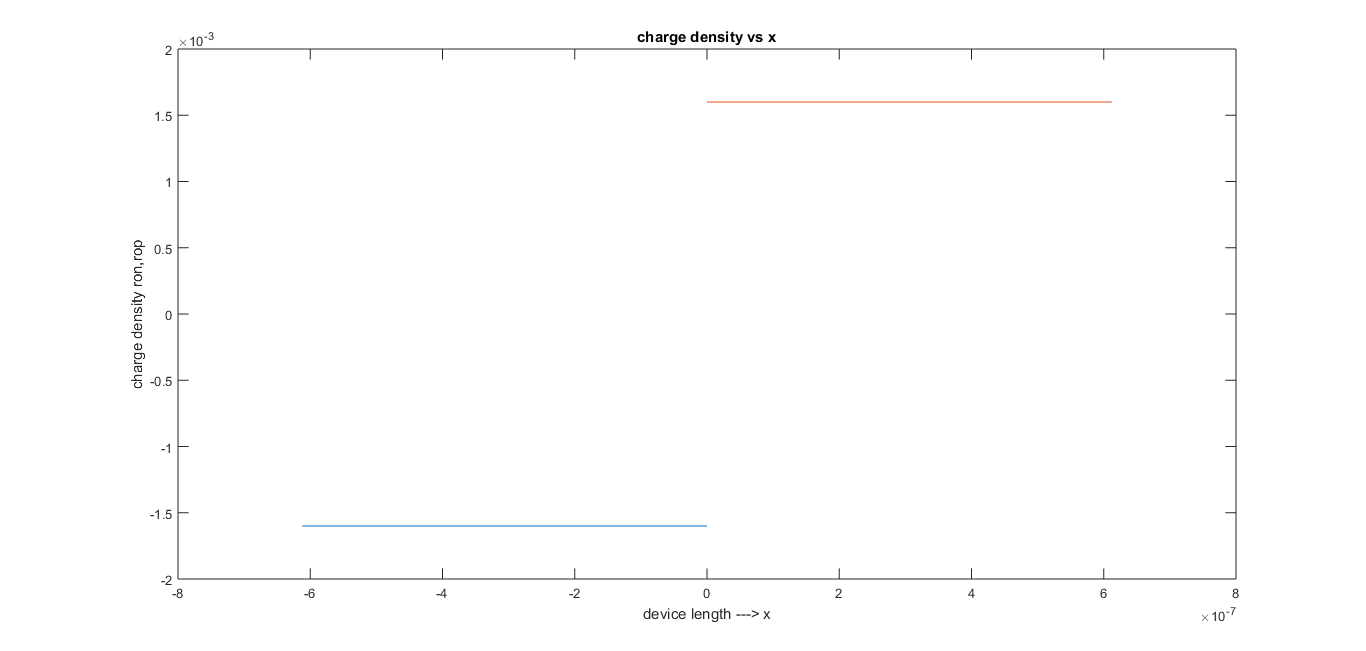 charge density vs x
×10-3
2
1.5
1
0.5
0
-0.5
-1
-1.5
-2
charge density ron,rop
-8 -6 -4 -2 0 2 4 6 8
device length ---> x
×10-7